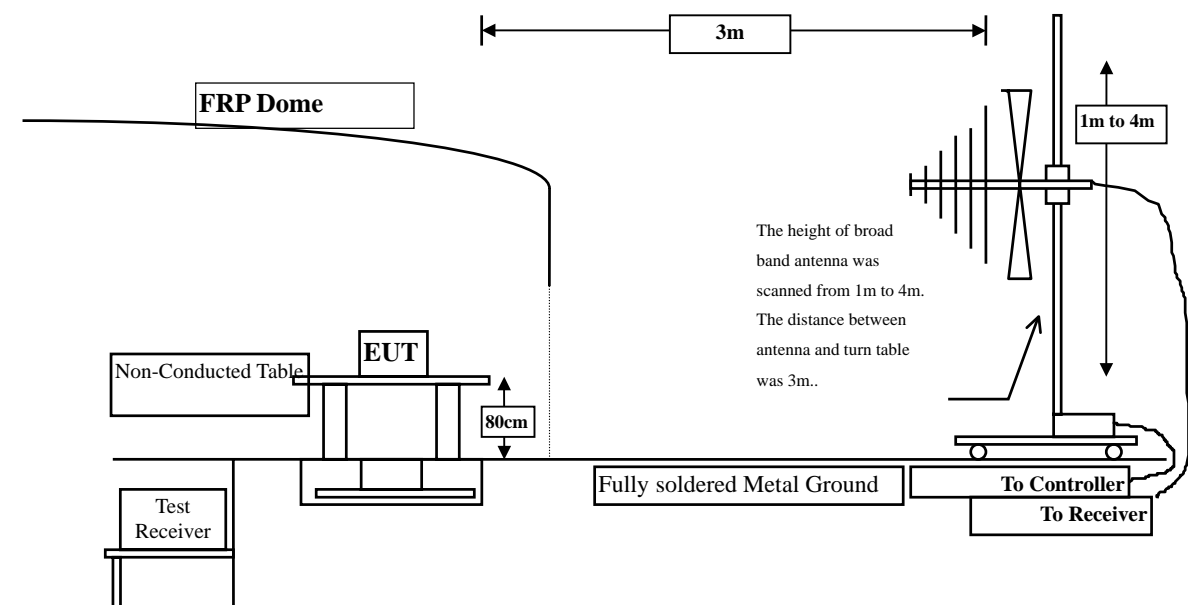 3m
FRP Dome
1m to 4m
The height of broad
band antenna was
scanned from 1m to 4m.
The distance between
antenna and turn table
was 3m..
EUT
Non-Conducted Table
80cm
Fully soldered Metal Ground
To Controller
Test
Receiver
To Receiver